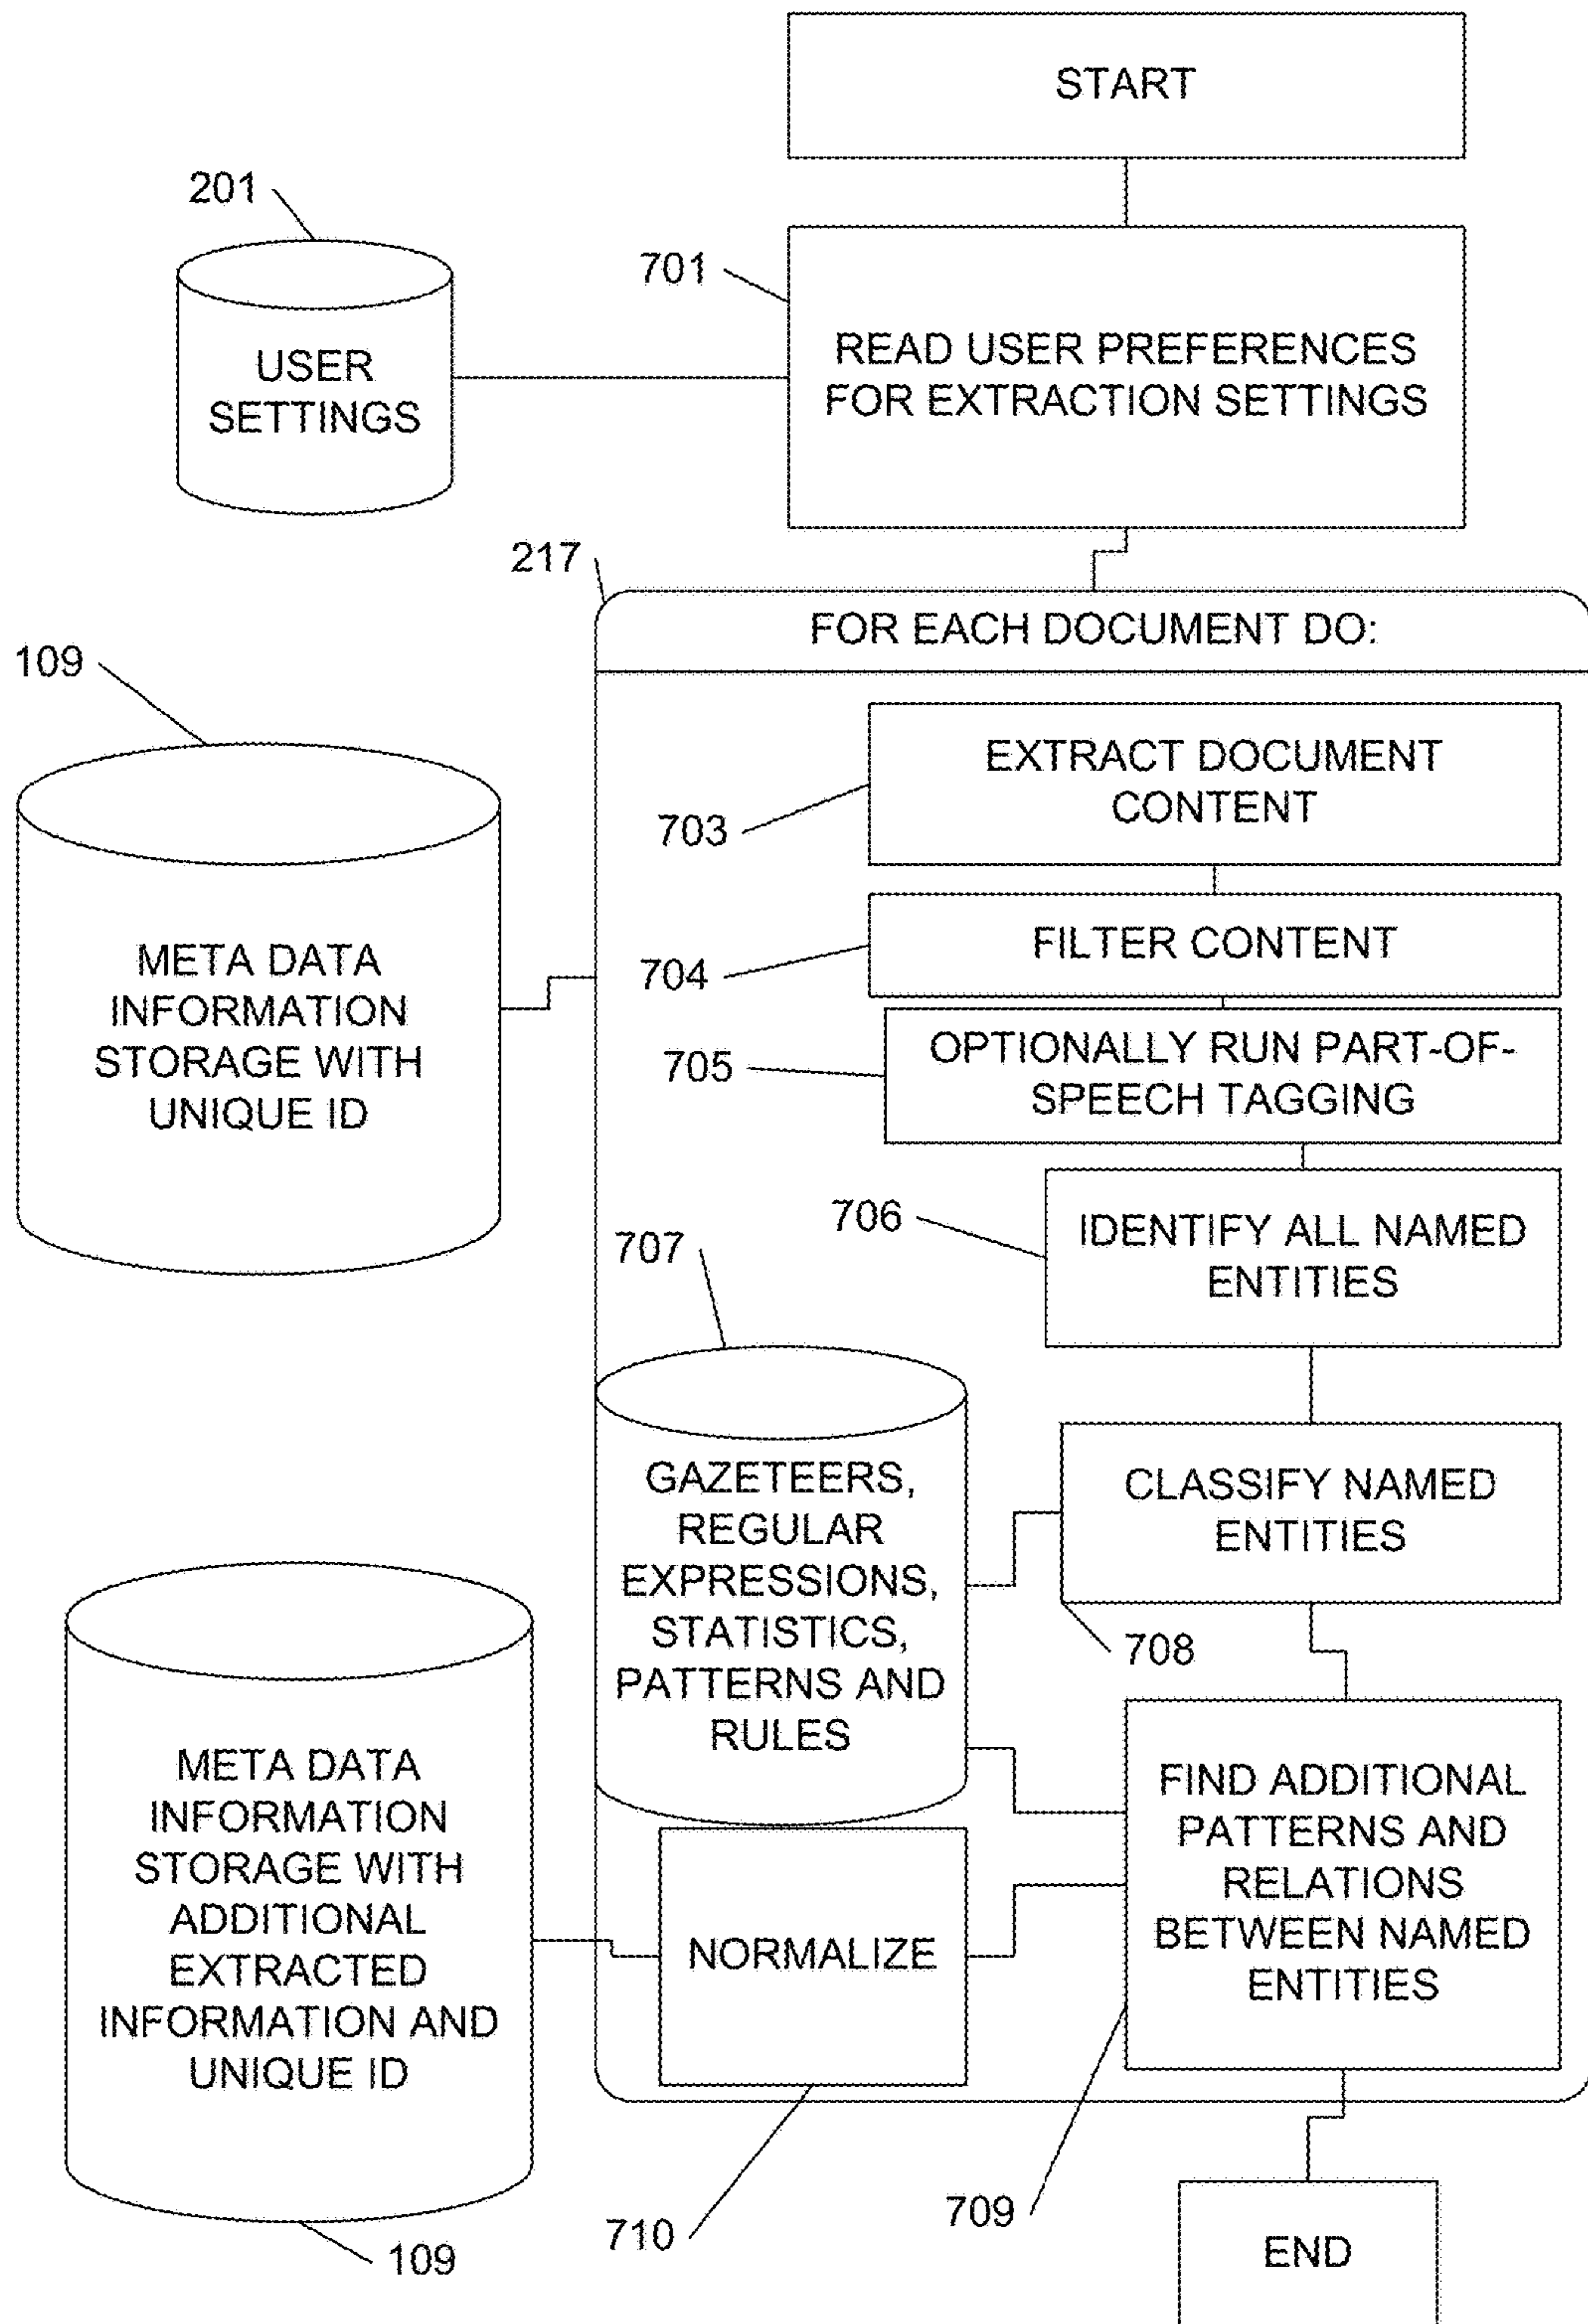 START
201
701
USER
SETTINGS
READ USER PREFERENCES
FOR EXTRACTION SETTINGS
217
FOR EACH DOCUMENT DO:
109
EXTRACT DOCUMENT
CONTENT
703
META DATA
INFORMATION
STORAGE WITH
UNIQUE ID
FILTER CONTENT
704
OPTIONALLY RUN PART-OF-
SPEECH TAGGING
705
706
IDENTIFY ALL NAMED
ENTITIES
707
GAZETEERS,
REGULAR
EXPRESSIONS,
STATISTICS,
PATTERNS AND
RULES
CLASSIFY NAMED
ENTITIES
708
META DATA
INFORMATION
STORAGE WITH
ADDITIONAL
EXTRACTED
INFORMATION AND
UNIQUE ID
NORMALIZE
FIND ADDITIONAL
PATTERNS AND
RELATIONS
BETWEEN NAMED
ENTITIES
710
709
109
END